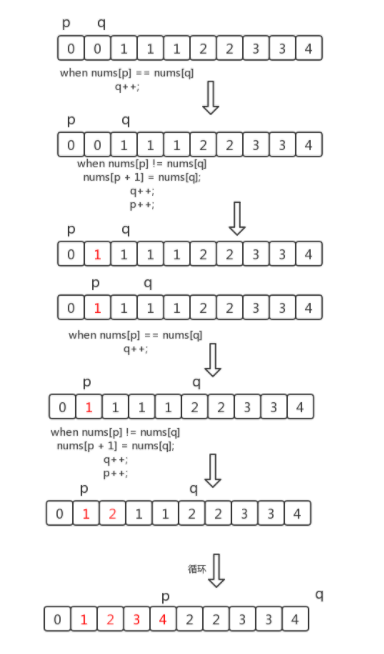 p q
0 0 1 1 1 2 2 3 3 4
when nums[p] == nums[q]
q++;
p q
0 0 1 1 1 2 2 3 3 4
when nums[p] != nums[q]
nums[p + 1] = nums[q];
q++;
p++;
p q
0 1 1 1 1 2 2 3 3 4
p q
0 1 1 1 1 2 2 3 3 4
when nums[p] == nums[q]
q++;
p q
0 1 1 1 1 2 2 3 3 4
when nums[p] != nums[q]
nums[p + 1] = nums[q];
q++;
p++;
p q
0 1 2 1 1 2 2 3 3 4
循环
p q
0 1 2 3 4 2 2 3 3 4